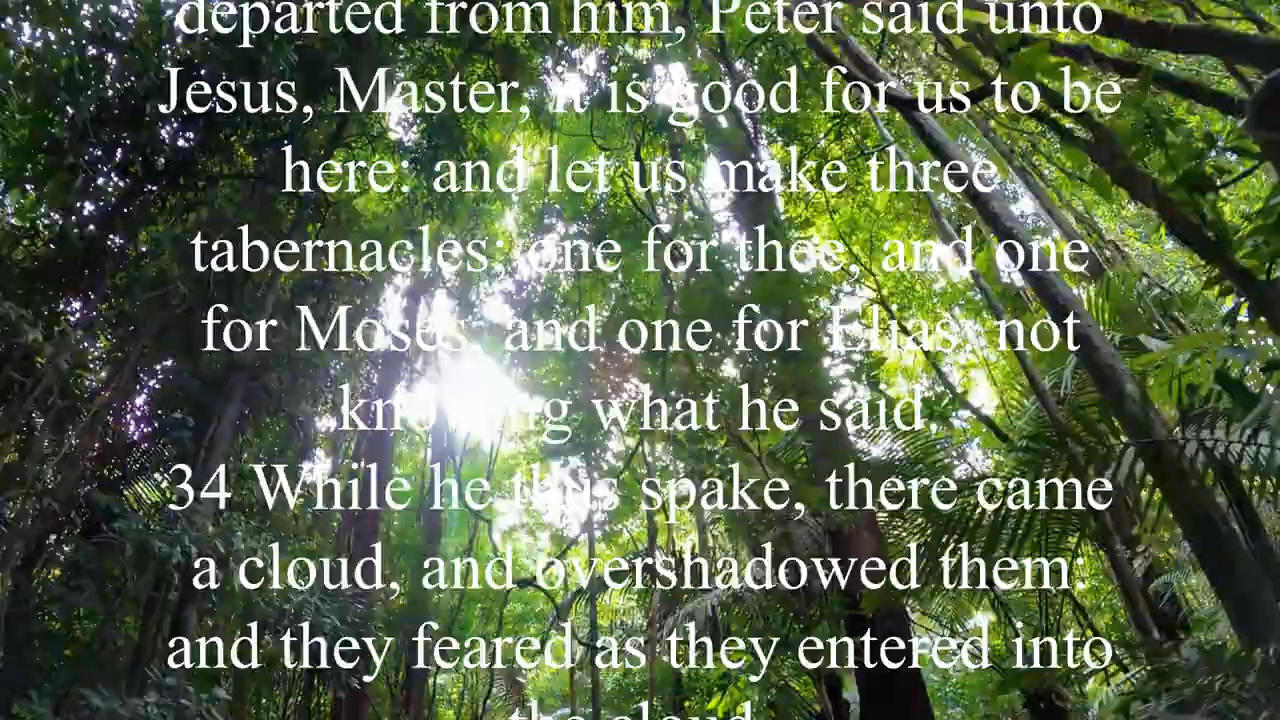 departed from him, Peter said unto
Jesus, Master, it is good for us to be
here: and let us make three
tabernacles; one for thee, and one
for Moses, and one for Elias: not
knowing what he said.
34 While he thus spake, there came
a cloud, and overshadowed them:
and they feared as they entered into
the cloud.